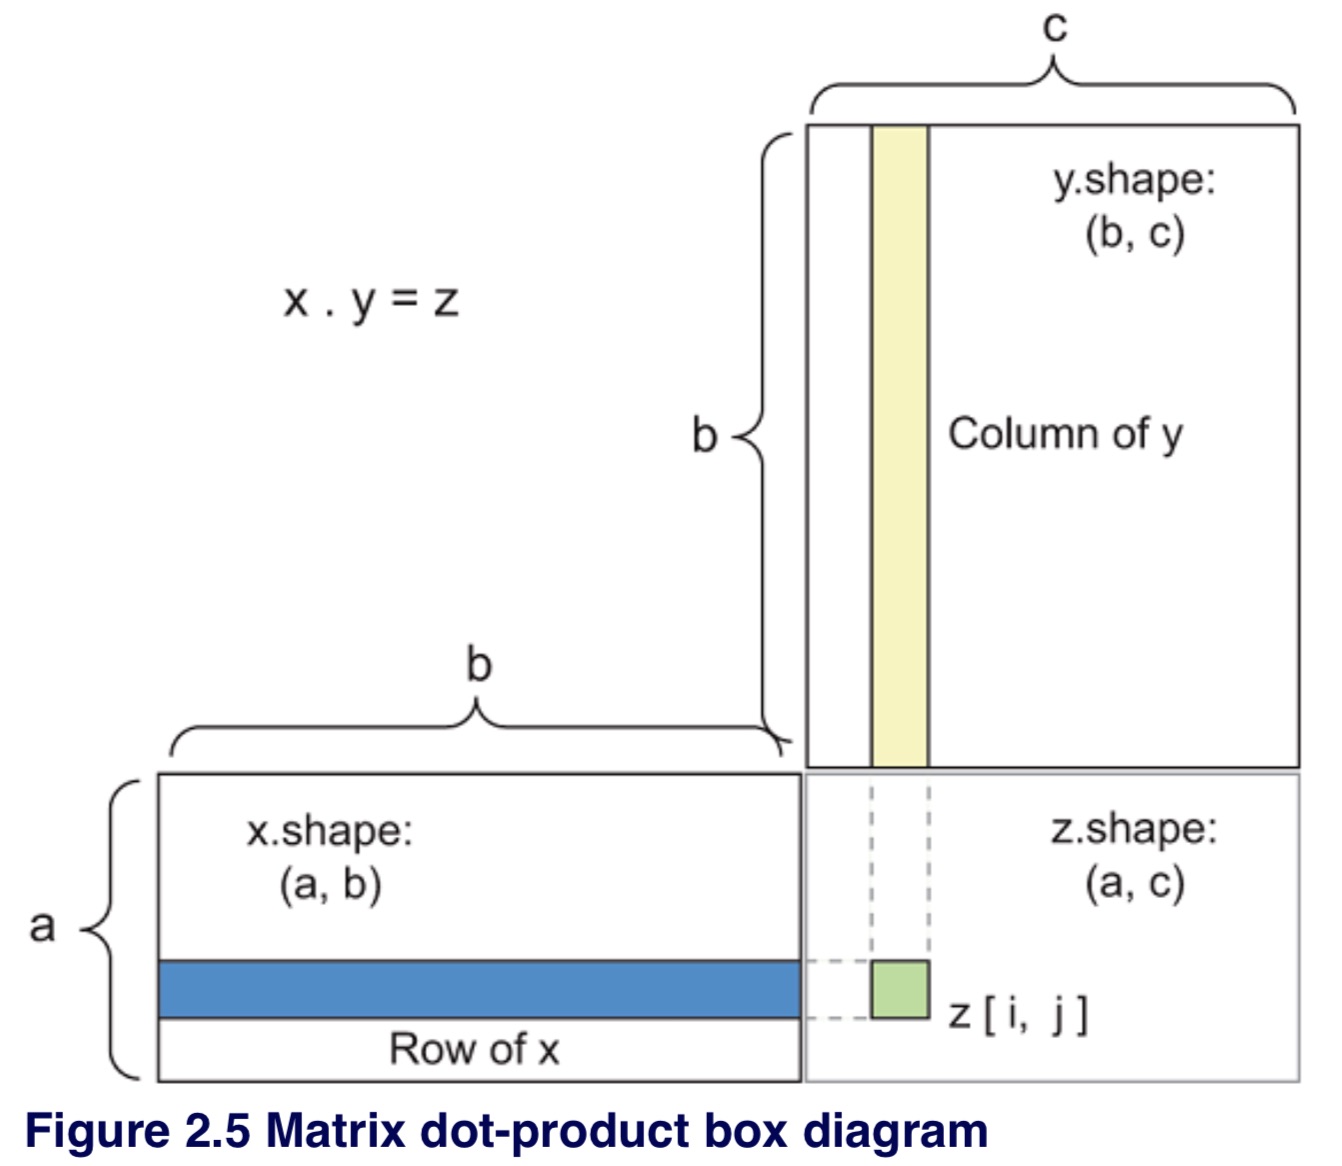 c
y.shape:
(b, c)
x . y = z
b
Column of y
b
x.shape:
(a, b)
z.shape:
(a, c)
a
z [ i, j ]
Row of x
Figure 2.5 Matrix dot-product box diagram